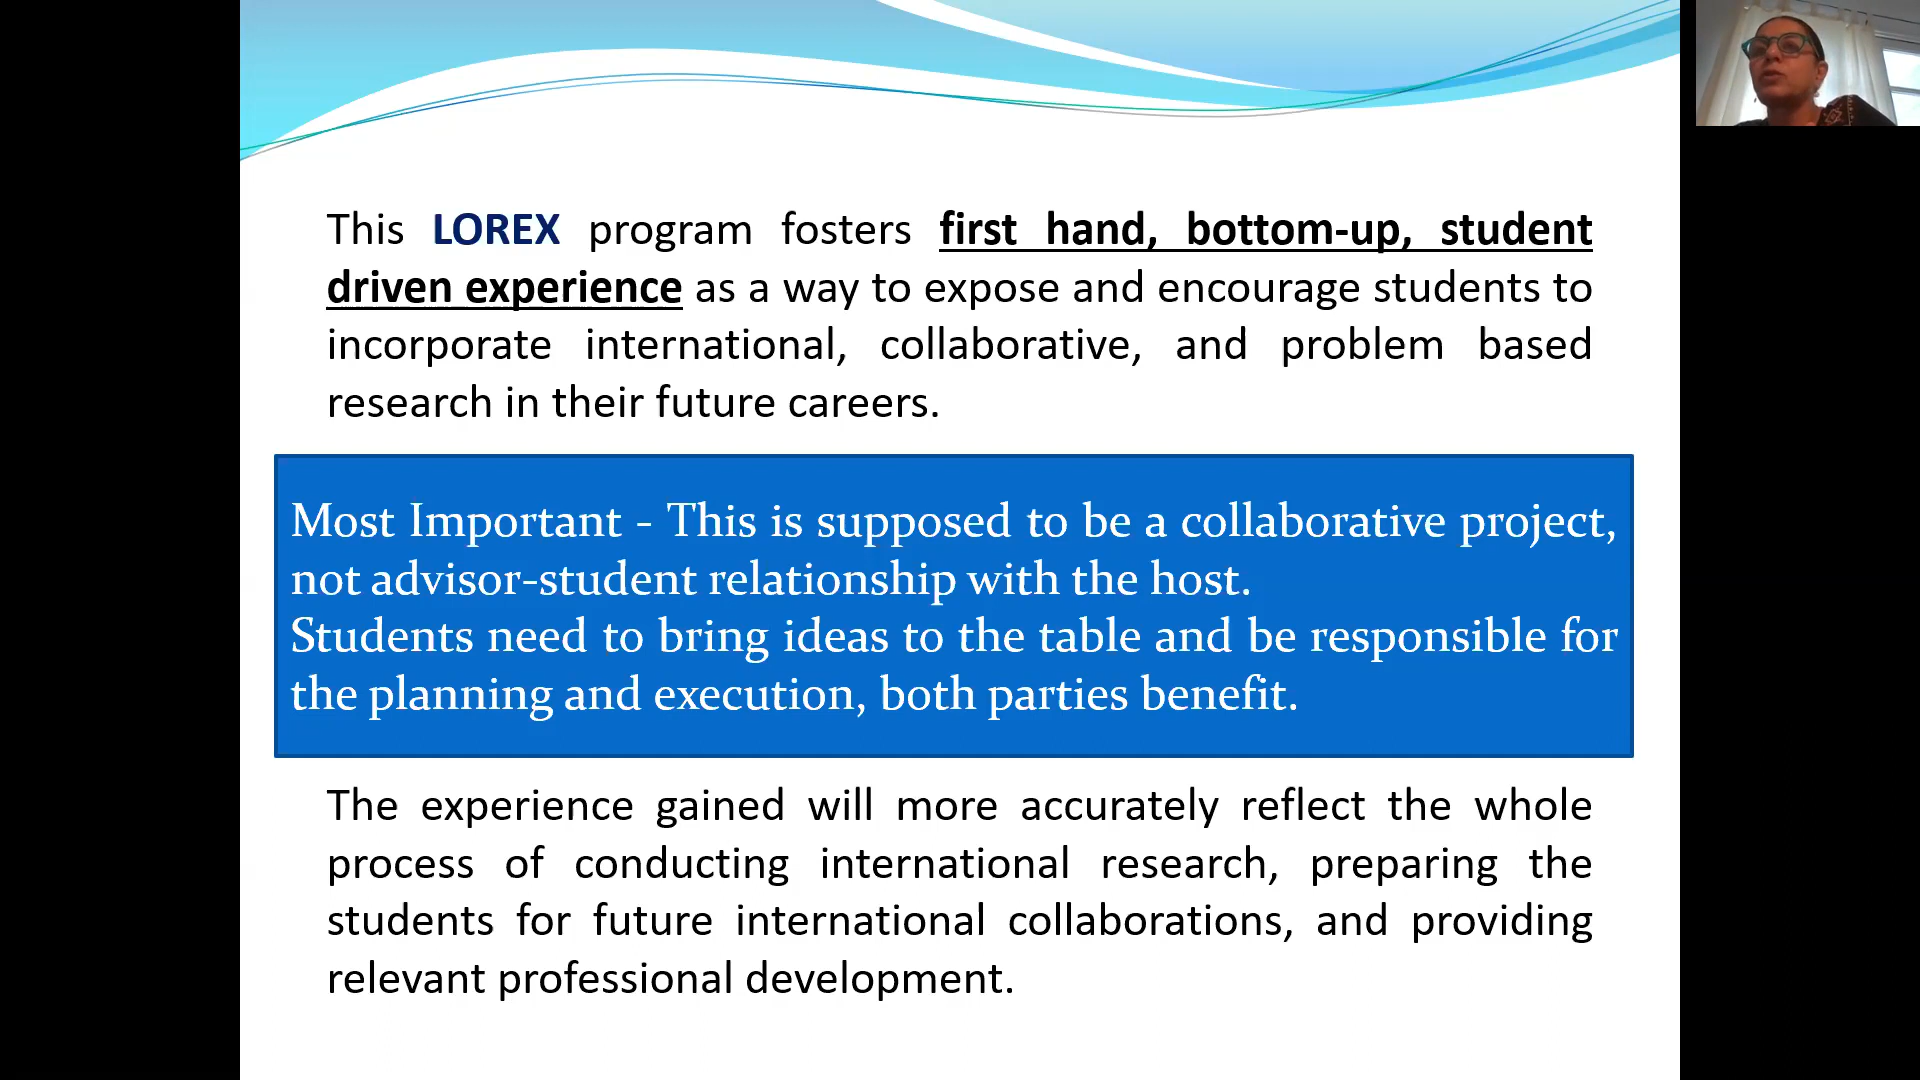 This LOREX program fosters first hand, bottom-up, student
driven experience as a way to expose and encourage students to
incorporate international, collaborative, and problem based
research in their future careers.
Most Important - This is supposed to be a collaborative project,
not advisor-student relationship with the host.
Students need to bring ideas to the table and be responsible for
the planning and execution, both parties benefit.
The experience gained will more accurately reflect the whole
process of conducting international research, preparing the
students for future international collaborations, and providing
relevant professional development.